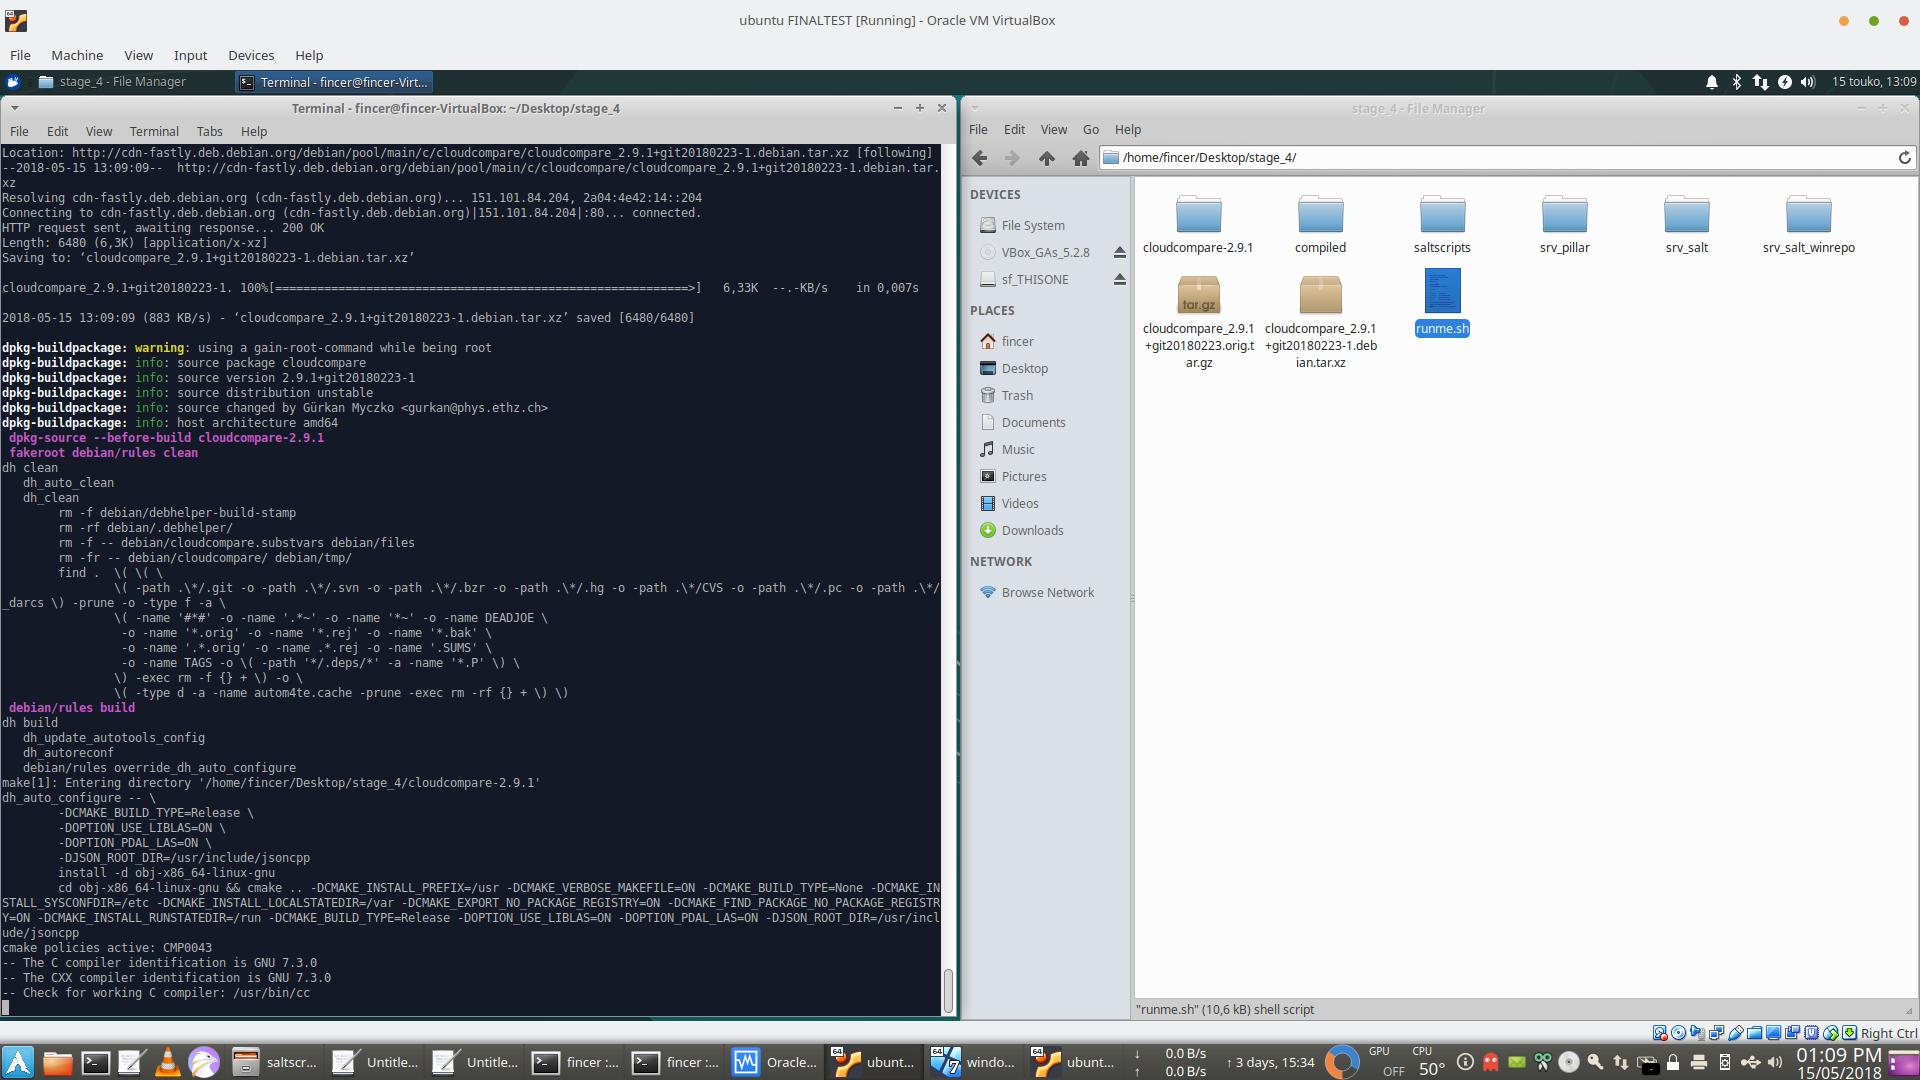 ubuntu FINALTEST [Running] - Oracle VM VirtualBox
File Machine View Input Devices Help
stage_4 - File Manager
Terminal - fincer@fincer-Virt...
15 touko, 13:09
Terminal - fincer@fincer-VirtualBox: ~/Desktop/stage_4
File Edit View Terminal Tabs Help
Location: http://cdn-fastly.deb.debian.org/debian/pool/main/c/cloudcompare/cloudcompare_2.9.1+git20180223-1.debian.tar.xz [following]
--2018-05-15 13:09:09--  http://cdn-fastly.deb.debian.org/debian/pool/main/c/cloudcompare/cloudcompare_2.9.1+git20180223-1.debian.tar.
xz
Resolving cdn-fastly.deb.debian.org (cdn-fastly.deb.debian.org)... 151.101.84.204, 2a04:4e42:14::204
Connecting to cdn-fastly.deb.debian.org (cdn-fastly.deb.debian.org)|151.101.84.204|:80... connected.
HTTP request sent, awaiting response... 200 OK
Length: 6480 (6,3K) [application/x-xz]
Saving to: ‘cloudcompare_2.9.1+git20180223-1.debian.tar.xz’
cloudcompare_2.9.1+git20180223-1. 100%[===========================================================>]   6,33K  --.-KB/s    in 0,007s
2018-05-15 13:09:09 (883 KB/s) - ‘cloudcompare_2.9.1+git20180223-1.debian.tar.xz’ saved [6480/6480]
dpkg-buildpackage: warning: using a gain-root-command while being root
dpkg-buildpackage: info: source package cloudcompare
dpkg-buildpackage: info: source version 2.9.1+git20180223-1
dpkg-buildpackage: info: source distribution unstable
dpkg-buildpackage: info: source changed by Gürkan Myczko <gurkan@phys.ethz.ch>
dpkg-buildpackage: info: host architecture amd64
dpkg-source --before-build cloudcompare-2.9.1
fakeroot debian/rules clean
dh clean
dh_auto_clean
dh_clean
rm -f debian/debhelper-build-stamp
rm -rf debian/.debhelper/
rm -f -- debian/cloudcompare.substvars debian/files
rm -fr -- debian/cloudcompare/ debian/tmp/
find .  \( \( \
\( -path .\*/.git -o -path .\*/.svn -o -path .\*/.bzr -o -path .\*/.hg -o -path .\*/CVS -o -path .\*/.pc -o -path .\*/
_darcs \) -prune -o -type f -a \
\( -name '#*#' -o -name '.*~' -o -name '*~' -o -name DEADJOE \
-o -name '*.orig' -o -name '*.rej' -o -name '*.bak' \
-o -name '.*.orig' -o -name .*.rej -o -name '.SUMS' \
-o -name TAGS -o \( -path '*/.deps/*' -a -name '*.P' \) \
\) -exec rm -f {} + \) -o \
\( -type d -a -name autom4te.cache -prune -exec rm -rf {} + \) \)
debian/rules build
dh build
dh_update_autotools_config
dh_autoreconf
debian/rules override_dh_auto_configure
make[1]: Entering directory '/home/fincer/Desktop/stage_4/cloudcompare-2.9.1'
dh_auto_configure -- \
-DCMAKE_BUILD_TYPE=Release \
-DOPTION_USE_LIBLAS=ON \
-DOPTION_PDAL_LAS=ON \
-DJSON_ROOT_DIR=/usr/include/jsoncpp
install -d obj-x86_64-linux-gnu
cd obj-x86_64-linux-gnu && cmake .. -DCMAKE_INSTALL_PREFIX=/usr -DCMAKE_VERBOSE_MAKEFILE=ON -DCMAKE_BUILD_TYPE=None -DCMAKE_IN
STALL_SYSCONFDIR=/etc -DCMAKE_INSTALL_LOCALSTATEDIR=/var -DCMAKE_EXPORT_NO_PACKAGE_REGISTRY=ON -DCMAKE_FIND_PACKAGE_NO_PACKAGE_REGISTR
Y=ON -DCMAKE_INSTALL_RUNSTATEDIR=/run -DCMAKE_BUILD_TYPE=Release -DOPTION_USE_LIBLAS=ON -DOPTION_PDAL_LAS=ON -DJSON_ROOT_DIR=/usr/incl
ude/jsoncpp
cmake policies active: CMP0043
-- The C compiler identification is GNU 7.3.0
-- The CXX compiler identification is GNU 7.3.0
-- Check for working C compiler: /usr/bin/cc
stage_4 - File Manager
File Edit View Go Help
/home/fincer/Desktop/stage_4/
DEVICES
File System
VBox_GAs_5.2.8
sf_THISONE
PLACES
fincer
Desktop
Trash
Documents
Music
Pictures
Videos
Downloads
NETWORK
Browse Network
cloudcompare-2.9.1
compiled
saltscripts
srv_pillar
srv_salt
srv_salt_winrepo
tar.gz
cloudcompare_2.9.1
+git20180223.orig.t
ar.gz
cloudcompare_2.9.1
+git20180223-1.deb
ian.tar.xz
runme.sh
"runme.sh" (10,6 kB) shell script
Right Ctrl
saltscr...
Untitle...
Untitle...
fincer :...
fincer :...
Oracle...
64
ubunt...
64
windo...
64
ubunt...
↓ 0.0 B/s
↑ 0.0 B/s
↑ 3 days, 15:34
GPU
OFF
CPU
50°
01:09 PM
15/05/2018